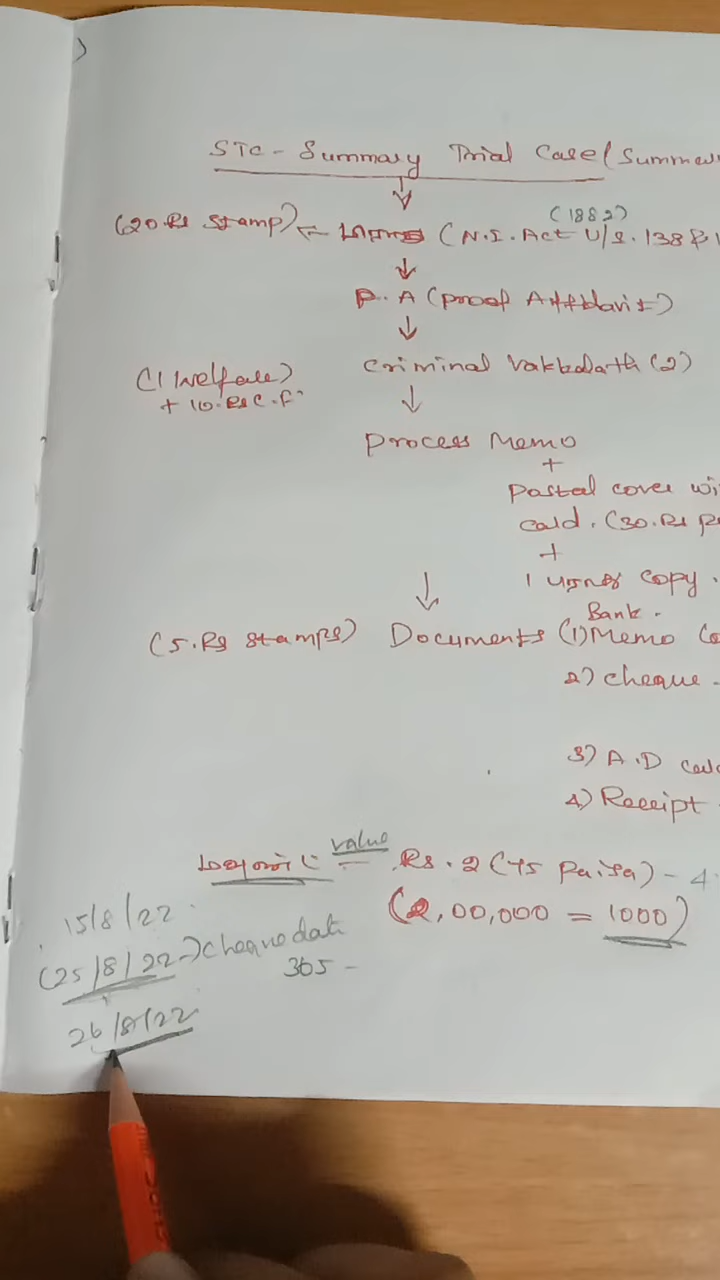 STC - Summary Trial Case (Summer
(1882)
(20.Rs Stamp) ← (N.I. Act U/S. 138 &
P.A (Proof Affidavit)
Criminal Vakkalath (2)
(1 Welfare)
+ 10.Rs C.F
Process Memo
+
Postal cover wi
card. (30.Rs
+
1 copy.
Bank.
(5.Rs Stamps) Documents (1) Memo
2) Cheque -
3) A.D Card
4) Receipt
value
= Rs. 2 (75 Paisa) - 4
(2,00,000 = 1000)
15/8/22
(25/8/22 → Cheque date
365 -
26/8/22